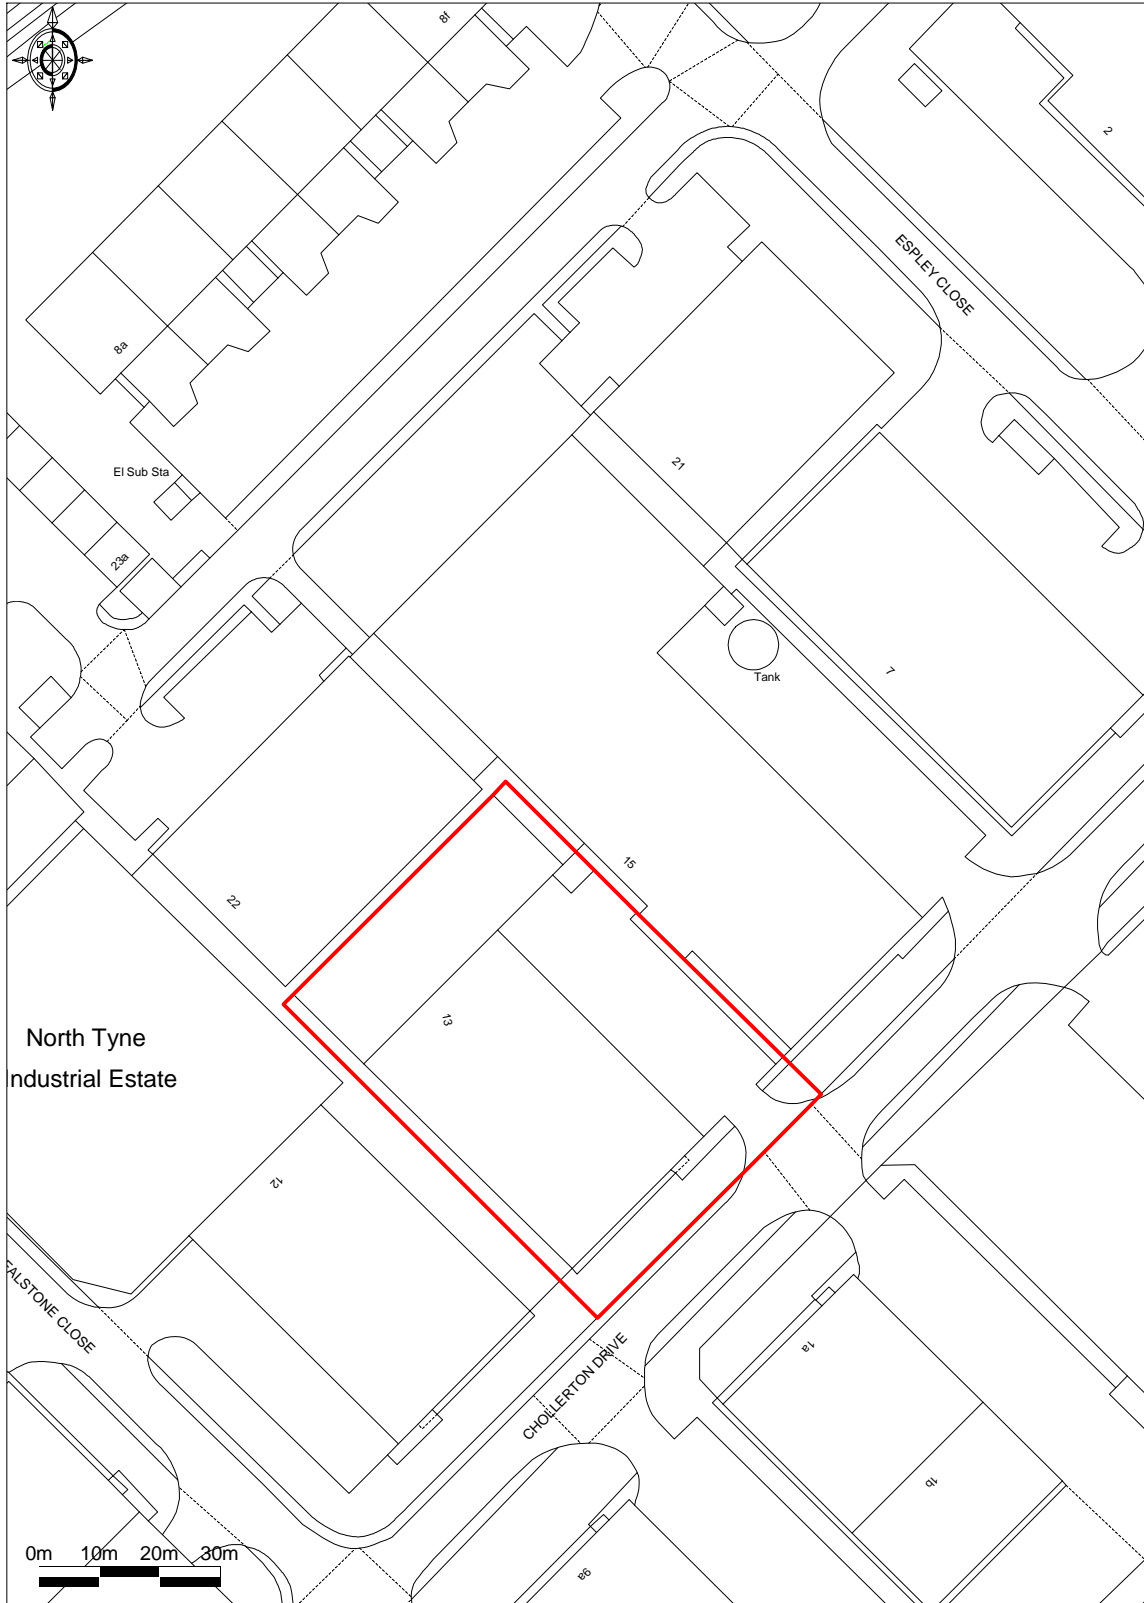 8f
2
ESPLEY CLOSE
8a
21
El Sub Sta
23a
7
Tank
15
22
13
North Tyne
Industrial Estate
12
EALSTONE CLOSE
CHOLLERTON DRIVE
1a
1b
9a
0m 10m 20m 30m